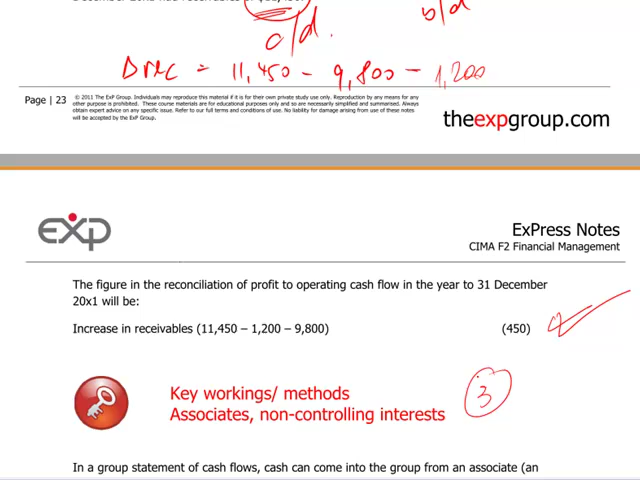 c/d.
b/d
Δrec = 11,450 - 9,800 - 1,200
Page | 23
© 2011 The ExP Group. Individuals may reproduce this material if it is for their own private study use only. Reproduction by any means for any
other purpose is prohibited. These course materials are for educational purposes only and so are necessarily simplified and summarised. Always
obtain expert advice on any specific issue. Refer to our full terms and conditions of use. No liability for damage arising from use of these notes
will be accepted by the ExP Group.
theexpgroup.com
exp
ExPress Notes
CIMA F2 Financial Management
The figure in the reconciliation of profit to operating cash flow in the year to 31 December
20x1 will be:
Increase in receivables (11,450 – 1,200 – 9,800) (450)
Key workings/ methods
Associates, non-controlling interests
3
In a group statement of cash flows, cash can come into the group from an associate (an